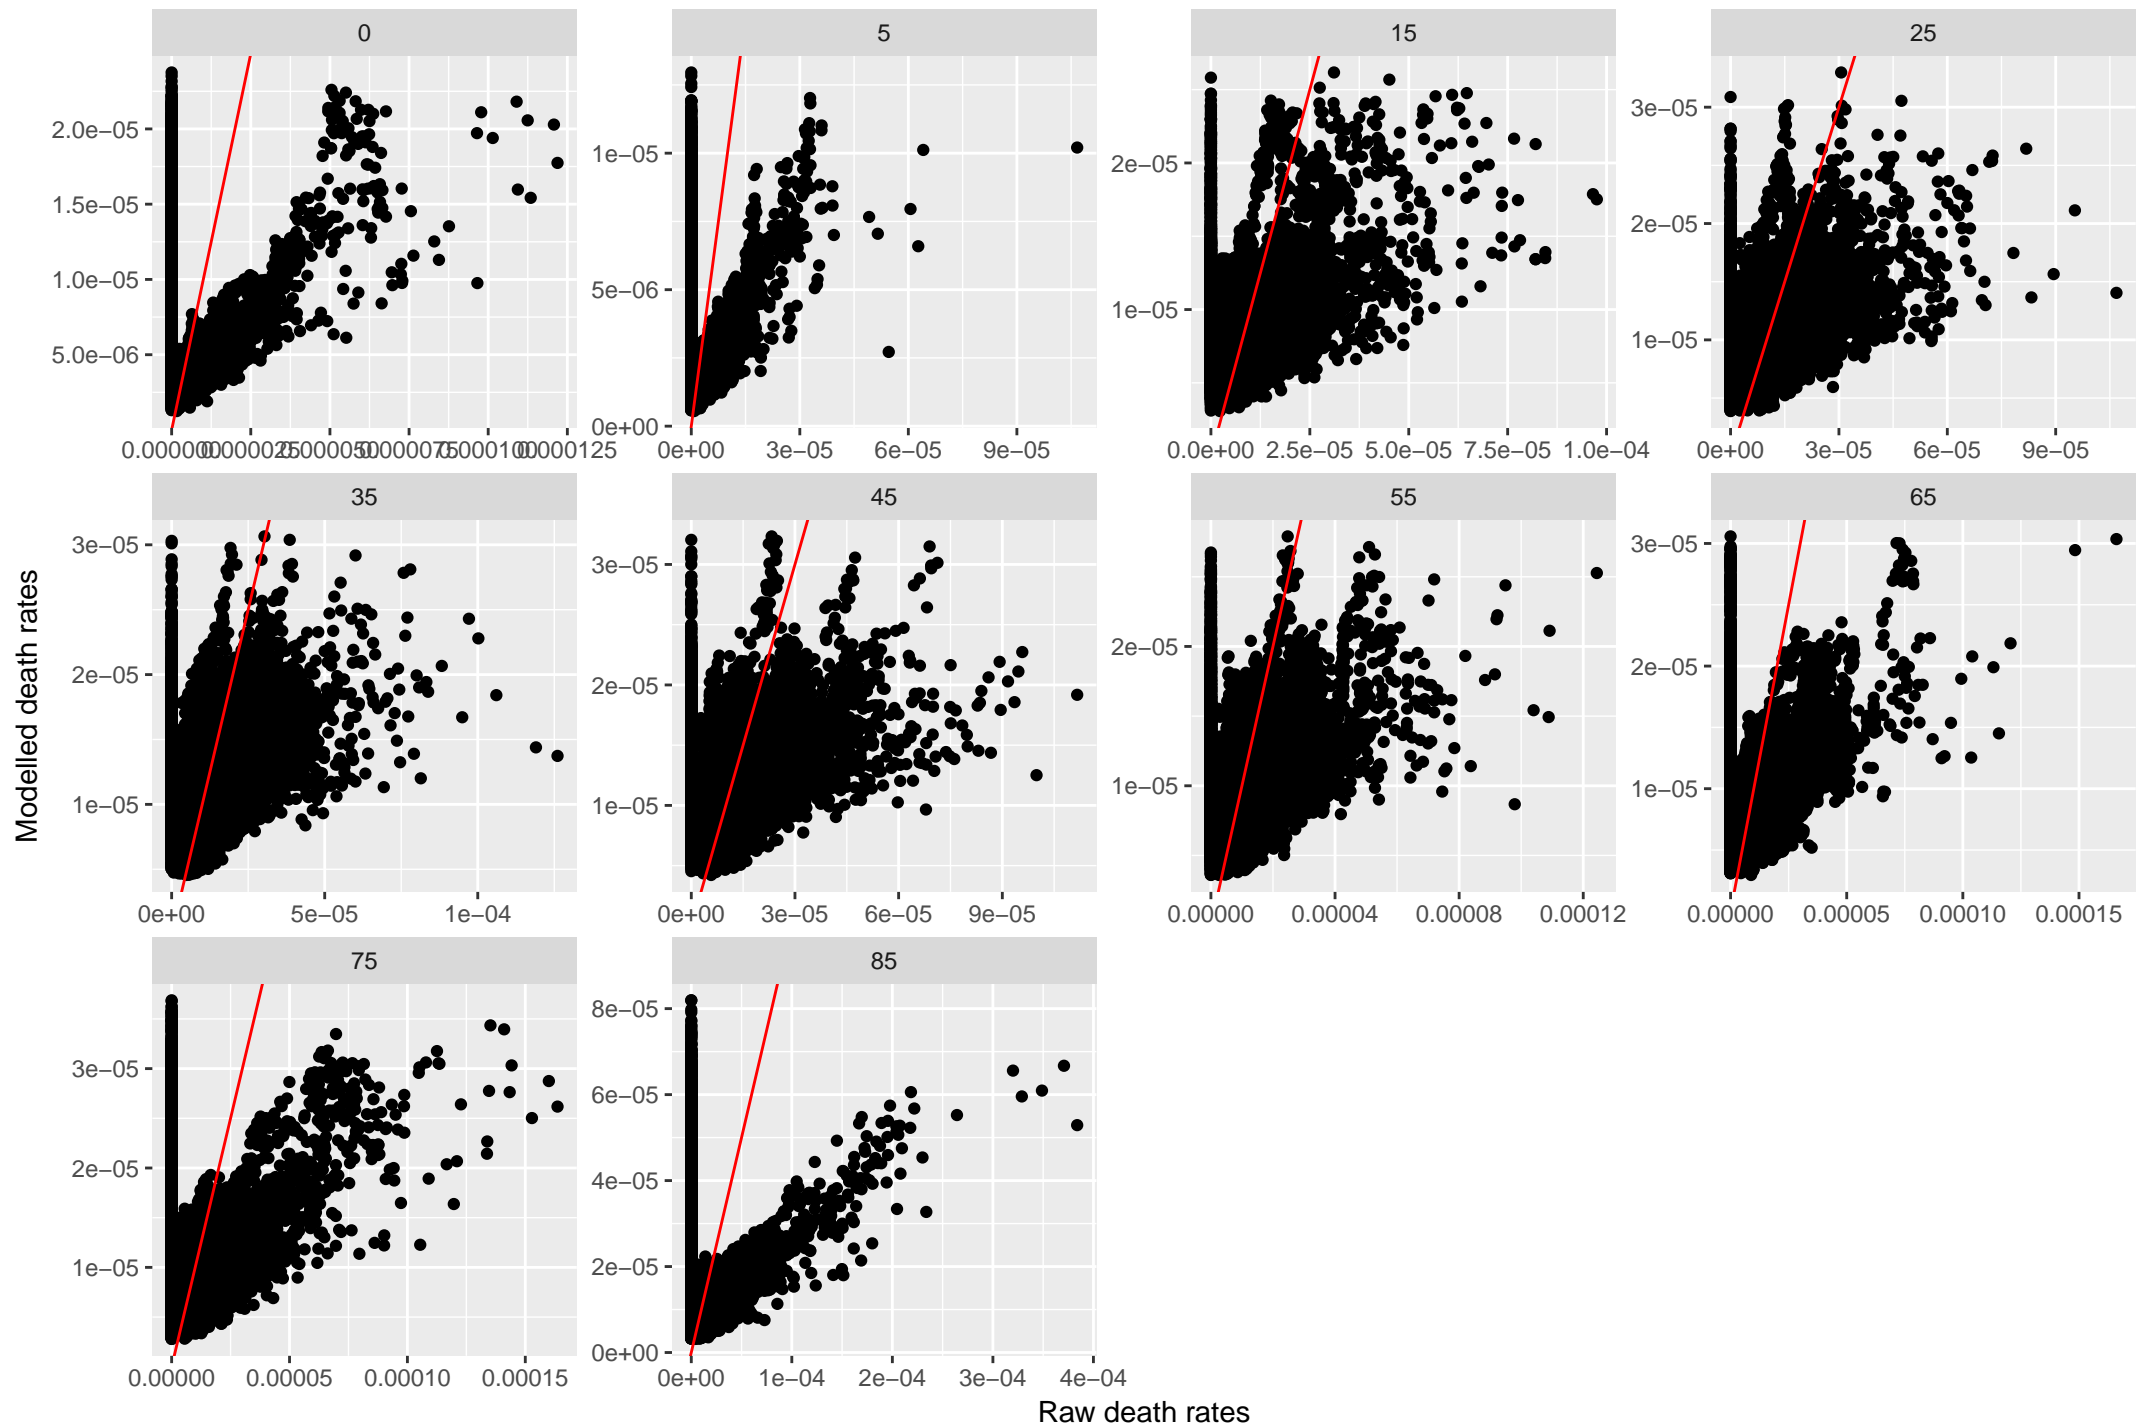 0
5
15
25
2.0e−05
1.5e−05
1.0e−05
5.0e−06
1e−05
5e−06
0e+00
2e−05
1e−05
3e−05
2e−05
1e−05
0e+00 3e−05 6e−05 9e−05
0.0e+00 2.5e−05 5.0e−05 7.5e−05 1.0e−04
0e+00 3e−05 6e−05 9e−05
35
45
55
65
Modelled death rates
3e−05
2e−05
1e−05
3e−05
2e−05
1e−05
2e−05
1e−05
3e−05
2e−05
1e−05
0e+00 5e−05 1e−04
0e+00 3e−05 6e−05 9e−05
0.00000 0.00004 0.00008 0.00012
0.00000 0.00005 0.00010 0.00015
75
85
3e−05
2e−05
1e−05
8e−05
6e−05
4e−05
2e−05
0e+00
0.00000 0.00005 0.00010 0.00015
0e+00 1e−04 2e−04 3e−04 4e−04
Raw death rates